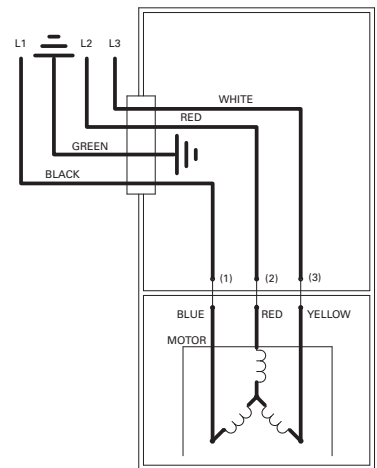 L1 L2 L3
WHITE
RED
GREEN
BLACK
(1) (2) (3)
BLUE RED YELLOW
MOTOR